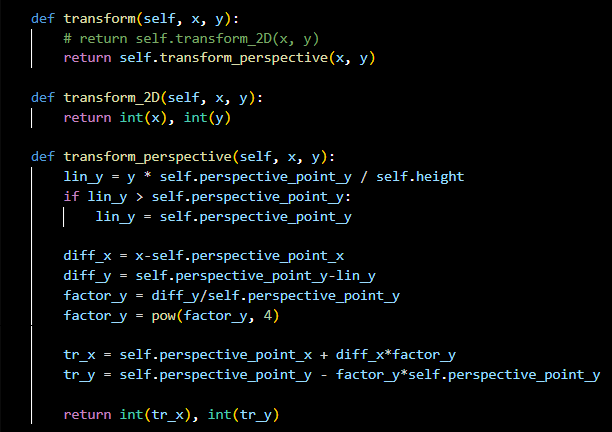 def transform(self, x, y):
    # return self.transform_2D(x, y)
    return self.transform_perspective(x, y)

def transform_2D(self, x, y):
    return int(x), int(y)

def transform_perspective(self, x, y):
    lin_y = y * self.perspective_point_y / self.height
    if lin_y > self.perspective_point_y:
        lin_y = self.perspective_point_y

    diff_x = x-self.perspective_point_x
    diff_y = self.perspective_point_y-lin_y
    factor_y = diff_y/self.perspective_point_y
    factor_y = pow(factor_y, 4)

    tr_x = self.perspective_point_x + diff_x*factor_y
    tr_y = self.perspective_point_y - factor_y*self.perspective_point_y

    return int(tr_x), int(tr_y)